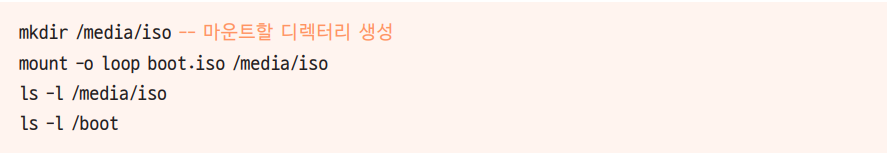 mkdir /media/iso -- 마운트할 디렉터리 생성
mount -o loop boot.iso /media/iso
ls -l /media/iso
ls -l /boot